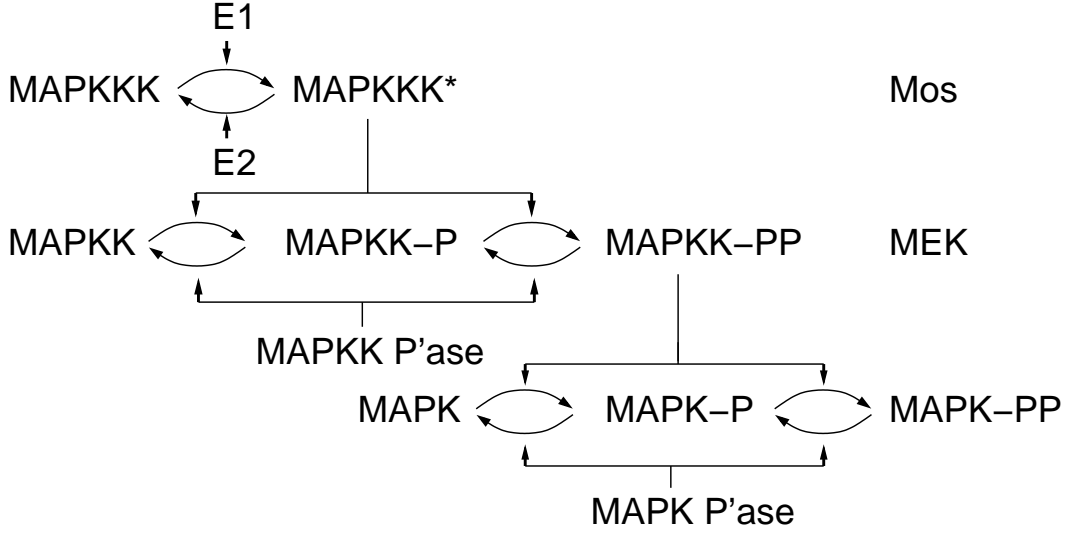 E1
MAPKKK MAPKKK* Mos
E2
MAPKK MAPKK−P MAPKK−PP MEK
MAPKK P'ase
MAPK MAPK−P MAPK−PP
MAPK P'ase